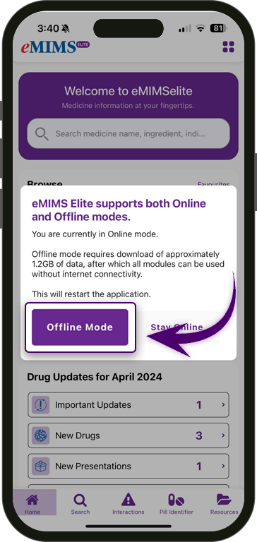 3:40
81
eMIMS ELITE
Welcome to eMIMSelite
Medicine information at your fingertips.
Search medicine name, ingredient, indi...
Browse
Favourites
eMIMS Elite supports both Online
and Offline modes.
You are currently in Online mode.
Offline mode requires download of approximately
1.2GB of data, after which all modules can be used
without internet connectivity.
This will restart the application.
Offline Mode
Stay Online
Drug Updates for April 2024
Important Updates
1
New Drugs
3
New Presentations
1
Home
Search
Interactions
Pill Identifier
Resources